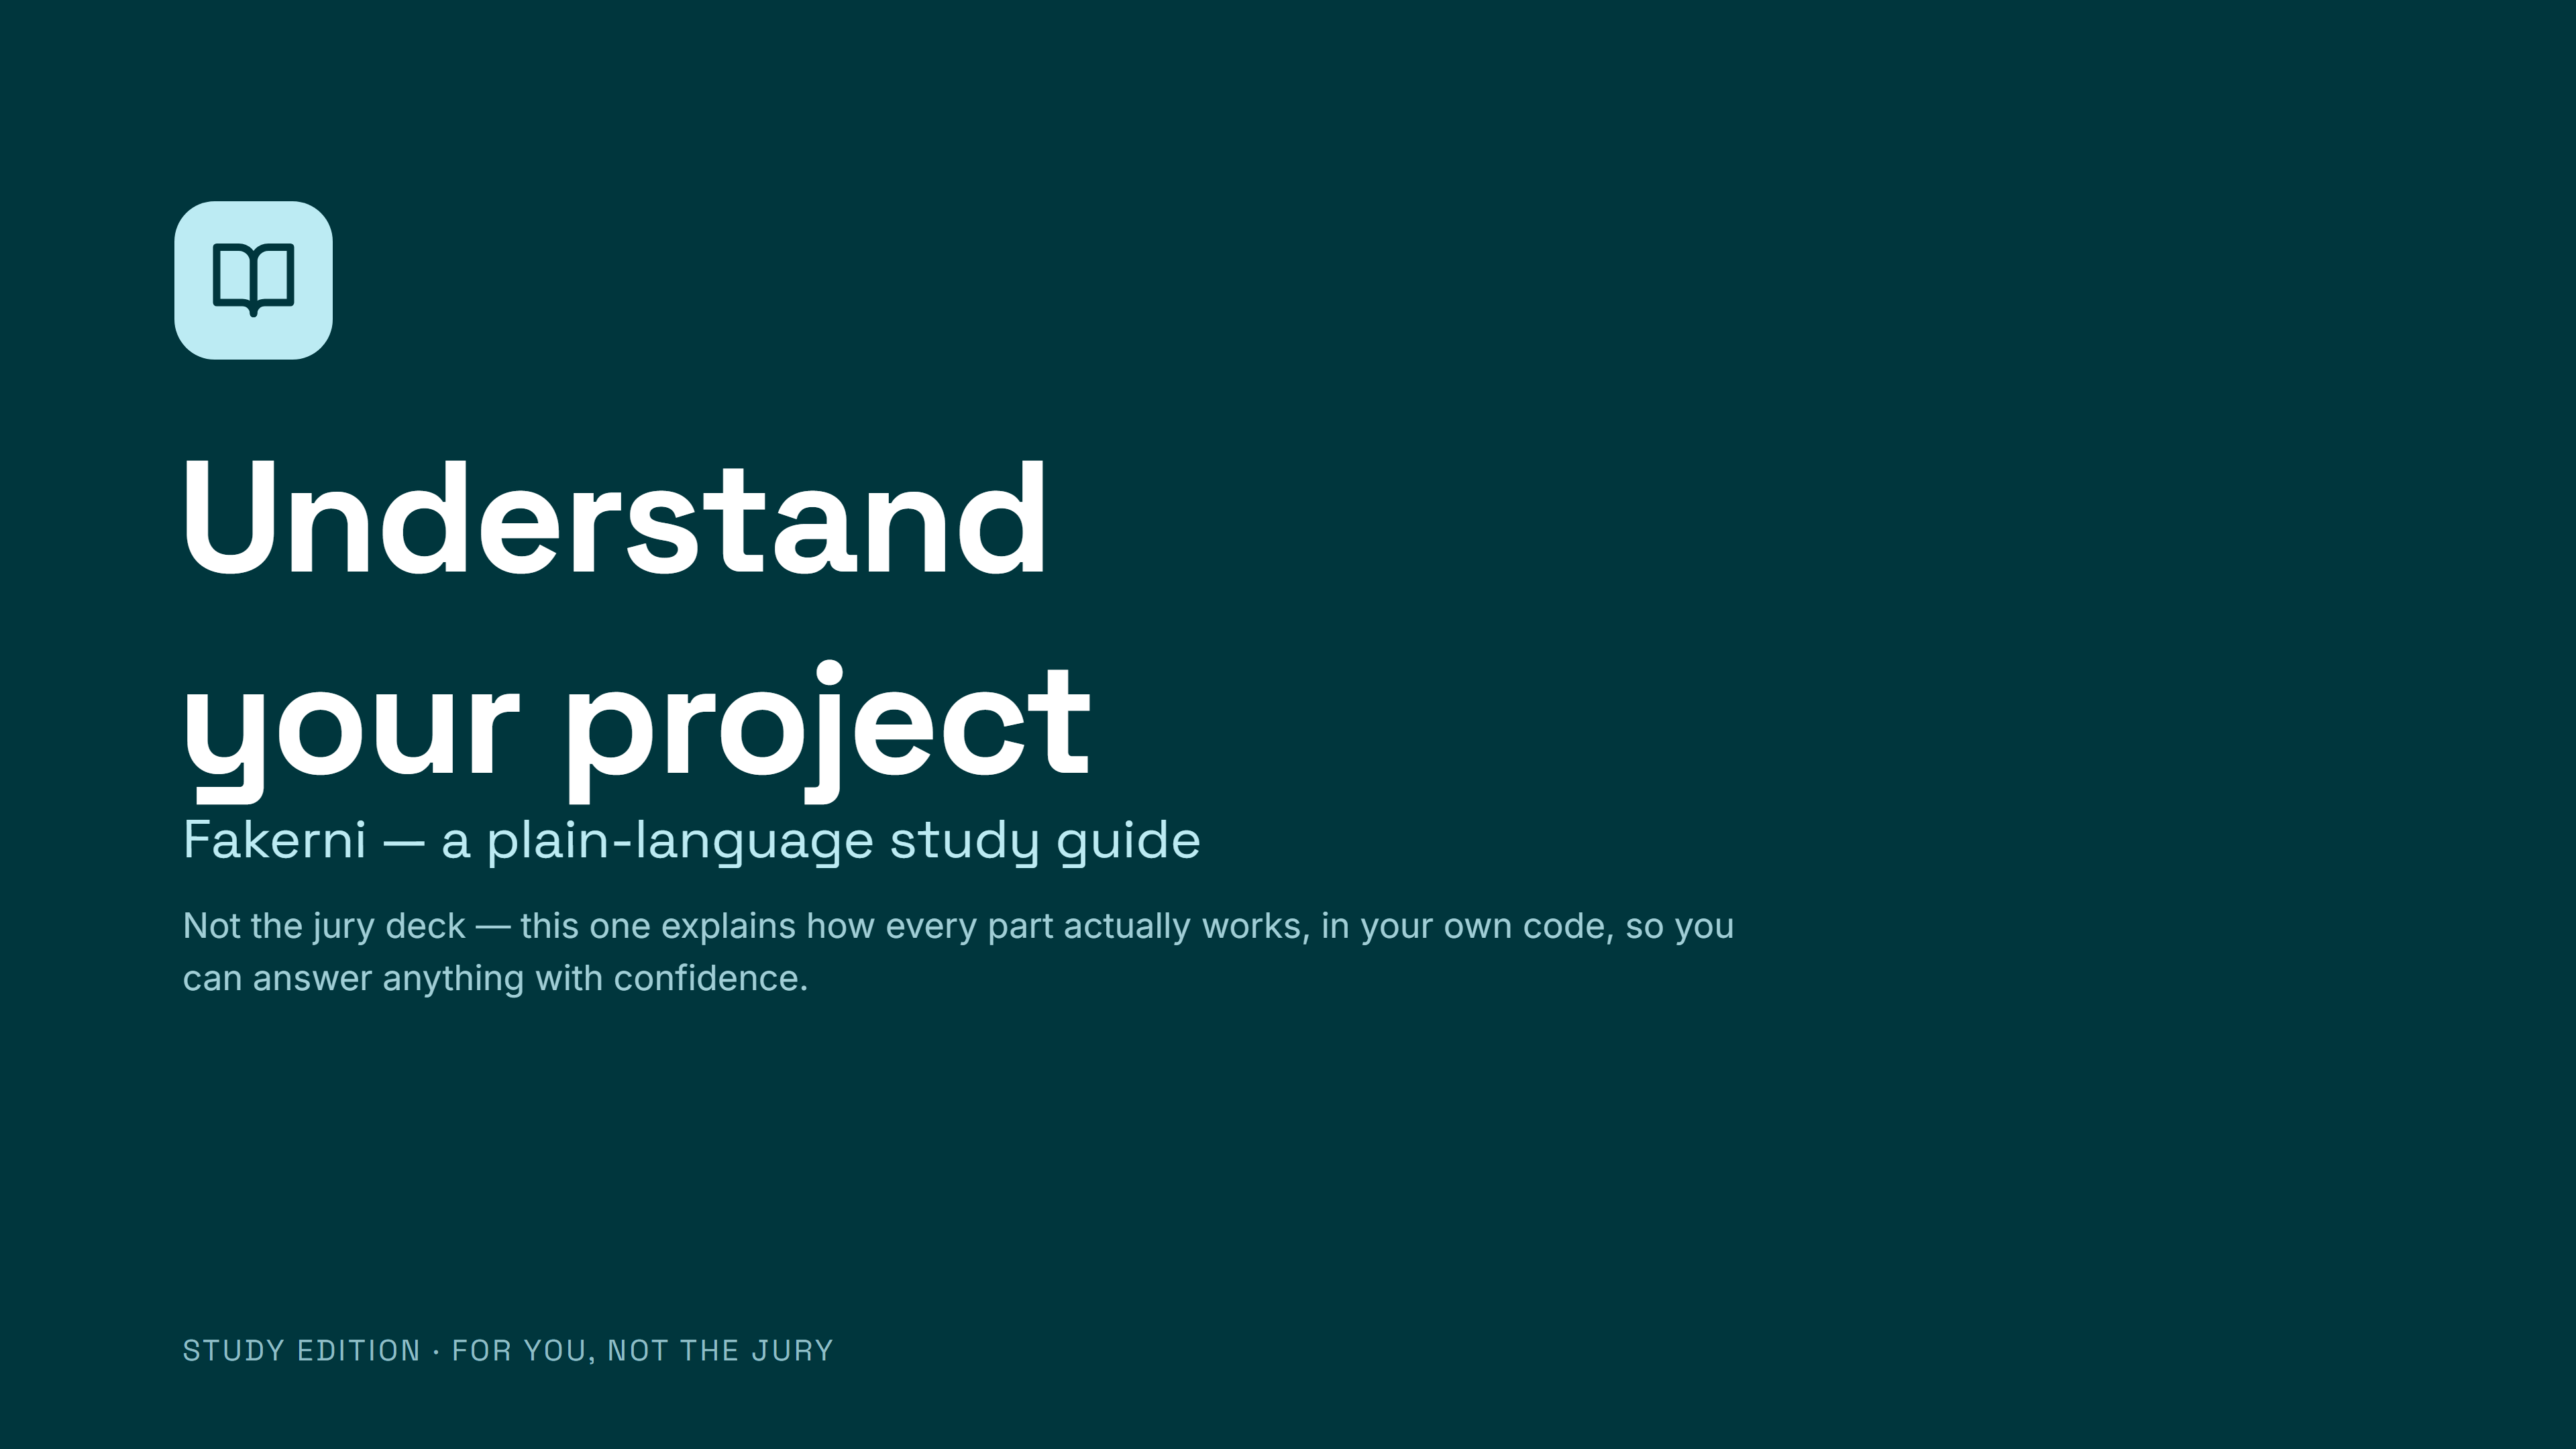 Understand
your project
Fakerni — a plain-language study guide
Not the jury deck — this one explains how every part actually works, in your own code, so you
can answer anything with confidence.
STUDY EDITION · FOR YOU, NOT THE JURY